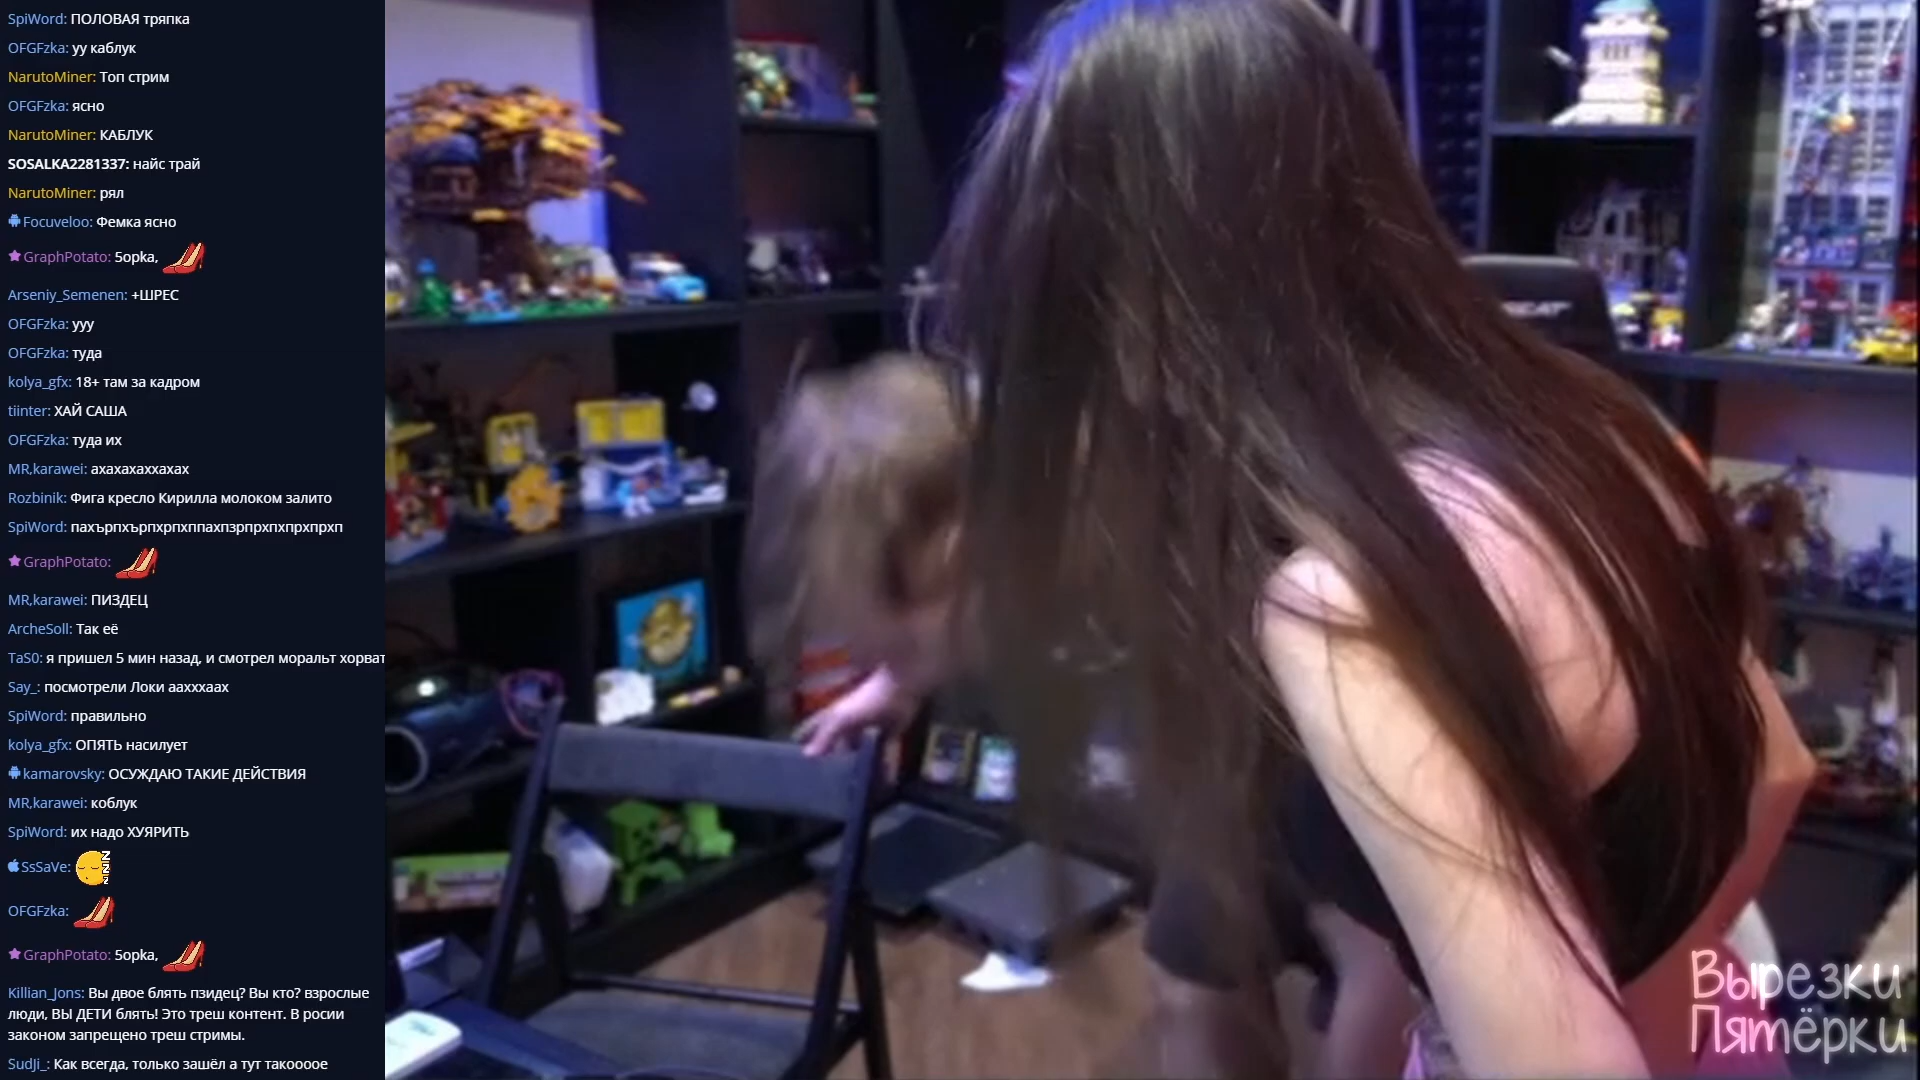 SpiWord: ПОЛОВАЯ тряпка
OFGFzka: уу каблук
NarutoMiner: Топ стрим
OFGFzka: ясно
NarutoMiner: КАБЛУК
SOSALKA2281337: найс трай
NarutoMiner: рял
Focuveloo: Фемка ясно
GraphPotato: 5opka,
Arseniy_Semenen: +ШРЕС
OFGFzka: ууу
OFGFzka: туда
kolya_gfx: 18+ там за кадром
tiinter: ХАЙ САША
OFGFzka: туда их
MR,karawei: ахахахаххахах
Rozbinik: Фига кресло Кирилла молоком залито
SpiWord: пахърпхърпхрпхппахпзрпрхпхпрхпрхп
GraphPotato:
MR,karawei: ПИЗДЕЦ
ArcheSoll: Так её
TaS0: я пришел 5 мин назад, и смотрел моральт хорват
Say_: посмотрели Локи аахххаах
SpiWord: правильно
kolya_gfx: ОПЯТЬ насилует
kamarovsky: ОСУЖДАЮ ТАКИЕ ДЕЙСТВИЯ
MR,karawei: коблук
SpiWord: их надо ХУЯРИТЬ
SsSaVe:
OFGFzka:
GraphPotato: 5opka,
Killian_Jons: Вы двое блять пзидец? Вы кто? взрослые
люди, ВЫ ДЕТИ блять! Это треш контент. В росии
законом запрещено треш стримы.
SudJi_: Как всегда, только зашёл а тут такоооое
Вырезки
Пятёрки